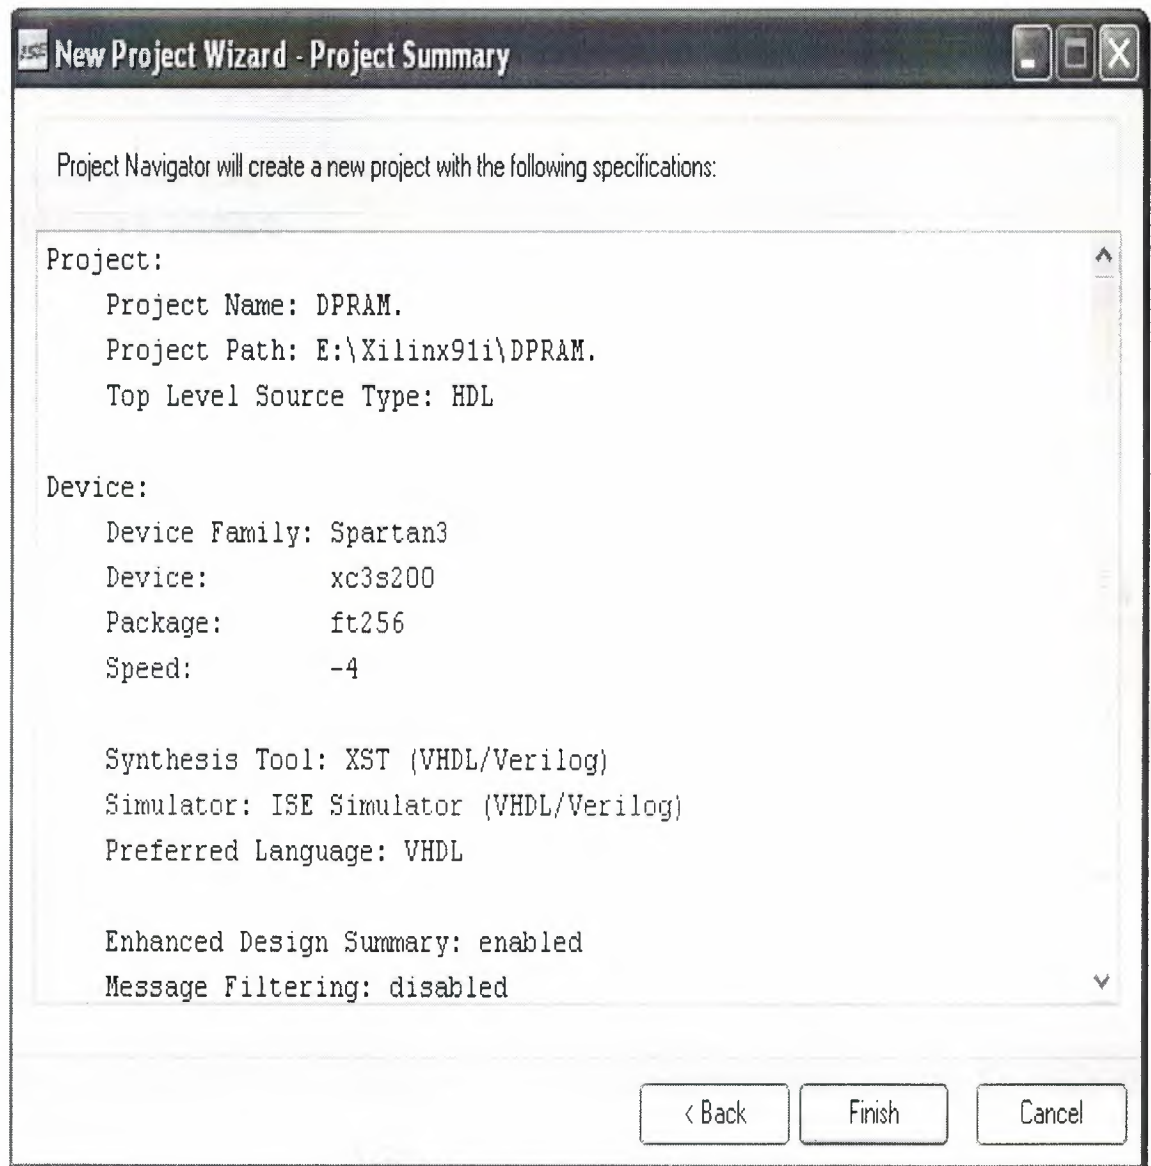 ISE New Project Wizard - Project Summary
Project Navigator will create a new project with the following specifications:
Project:
Project Name: DPRAM.
Project Path: E:\Xilinx91i\DPRAM.
Top Level Source Type: HDL
Device:
Device Family: Spartan3
Device: xc3s200
Package: ft256
Speed: -4
Synthesis Tool: XST (VHDL/Verilog)
Simulator: ISE Simulator (VHDL/Verilog)
Preferred Language: VHDL
Enhanced Design Summary: enabled
Message Filtering: disabled
< Back Finish Cancel